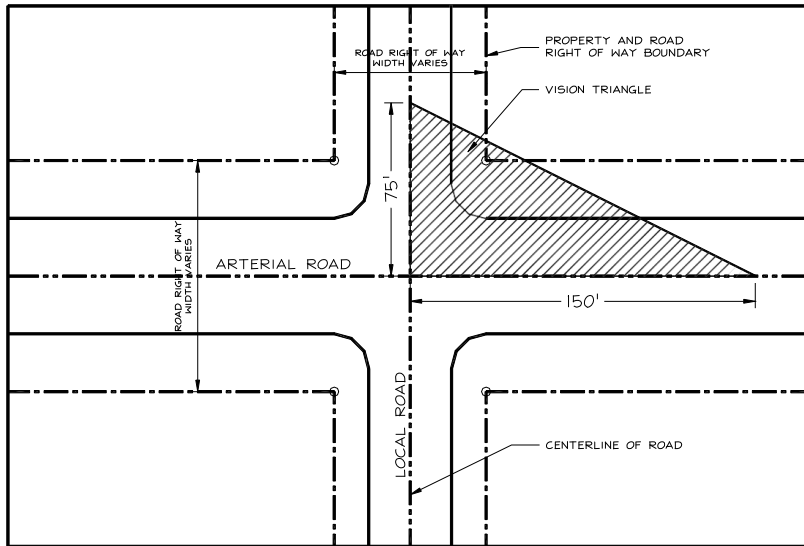 PROPERTY AND ROAD
RIGHT OF WAY BOUNDARY
ROAD RIGHT OF WAY
WIDTH VARIES
VISION TRIANGLE
75'
ROAD RIGHT OF WAY
WIDTH VARIES
ARTERIAL ROAD
150'
LOCAL ROAD
CENTERLINE OF ROAD